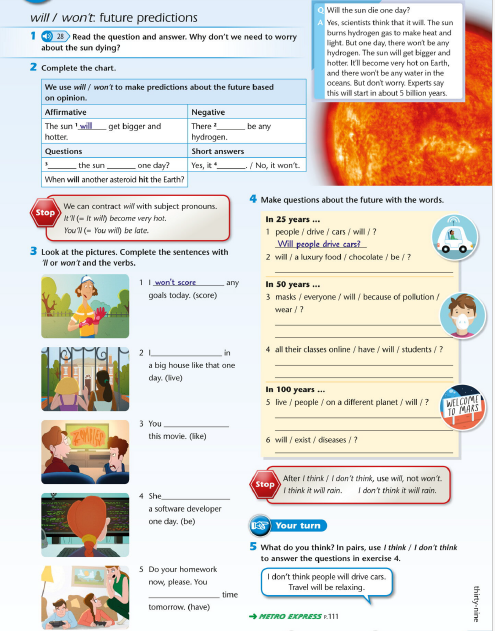 will / won't: future predictions
1 28 Read the question and answer. Why don't we need to worry
about the sun dying?
Q Will the sun die one day?
A Yes, scientists think that it will. The sun
burns hydrogen gas to make heat and
light. But one day, there won't be any
hydrogen. The sun will get bigger and
hotter. It'll become very hot on Earth,
and there won't be any water in the
oceans. But don't worry. Experts say
this will start in about 5 billion years.
2 Complete the chart.
We use will / won't to make predictions about the future based
on opinion.
Affirmative
Negative
The sun 1 will get bigger and
hotter.
There 2 be any
hydrogen.
Questions
Short answers
3 the sun one day?
Yes, it 4 . / No, it won't.
When will another asteroid hit the Earth?
Stop
We can contract will with subject pronouns.
It'll (= It will) become very hot.
You'll (= You will) be late.
3 Look at the pictures. Complete the sentences with
'll or won't and the verbs.
1 I won't score any
goals today. (score)
2 I in
a big house like that one
day. (live)
ZOMBIES
3 You
this movie. (like)
4 She
a software developer
one day. (be)
5 Do your homework
now, please. You
time
tomorrow. (have)
4 Make questions about the future with the words.
In 25 years ...
1 people / drive / cars / will / ?
Will people drive cars?
2 will / a luxury food / chocolate / be / ?
In 50 years ...
3 masks / everyone / will / because of pollution /
wear / ?
4 all their classes online / have / will / students / ?
In 100 years ...
5 live / people / on a different planet / will / ?
WELCOME
TO MARS
6 will / exist / diseases / ?
Stop
After I think / I don't think, use will, not won't.
I think it will rain. I don't think it will rain.
Your turn
5 What do you think? In pairs, use I think / I don't think
to answer the questions in exercise 4.
I don't think people will drive cars.
Travel will be relaxing.
METRO EXPRESS P.111
thirty-nine